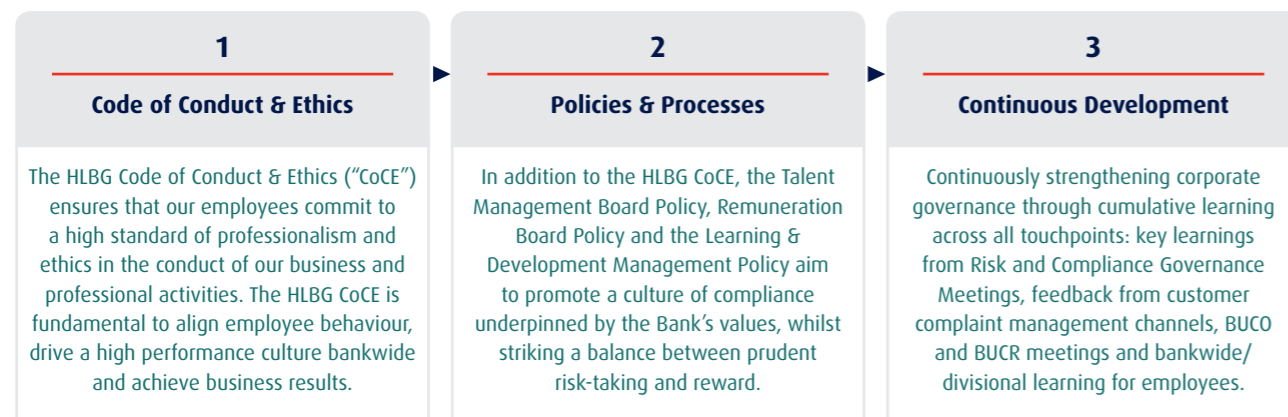 1
Code of Conduct & Ethics
The HLBG Code of Conduct & Ethics (“CoCE”)
ensures that our employees commit to
a high standard of professionalism and
ethics in the conduct of our business and
professional activities. The HLBG CoCE is
fundamental to align employee behaviour,
drive a high performance culture bankwide
and achieve business results.
2
Policies & Processes
In addition to the HLBG CoCE, the Talent
Management Board Policy, Remuneration
Board Policy and the Learning &
Development Management Policy aim
to promote a culture of compliance
underpinned by the Bank’s values, whilst
striking a balance between prudent
risk-taking and reward.
3
Continuous Development
Continuously strengthening corporate
governance through cumulative learning
across all touchpoints: key learnings
from Risk and Compliance Governance
Meetings, feedback from customer
complaint management channels, BUCO
and BUCR meetings and bankwide/
divisional learning for employees.